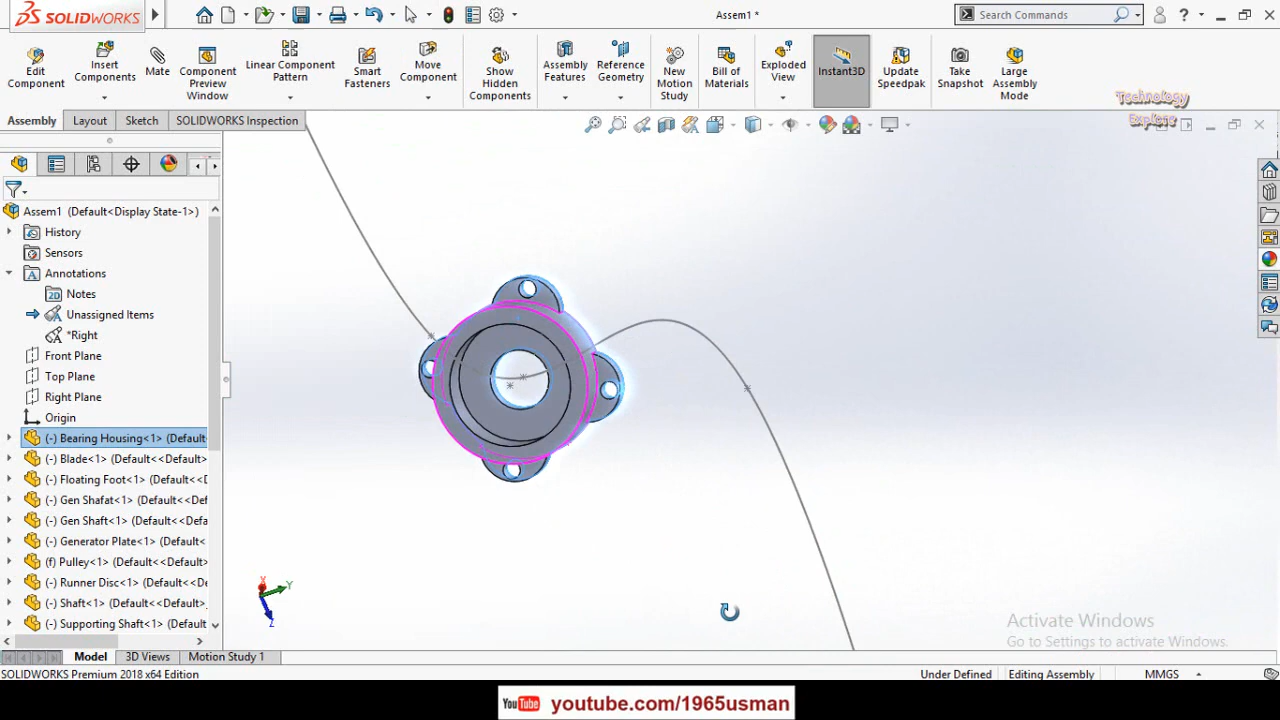 SOLIDWORKS
Assem1 *
Search Commands
?
Edit Component
Insert Components
Mate
Component Preview Window
Linear Component Pattern
Smart Fasteners
Move Component
Show Hidden Components
Assembly Features
Reference Geometry
New Motion Study
Bill of Materials
Exploded View
Instant3D
Update Speedpak
Take Snapshot
Large Assembly Mode
Technology
Explore
Assembly
Layout
Sketch
SOLIDWORKS Inspection
Assem1 (Default<Display State-1>)
History
Sensors
Annotations
Notes
Unassigned Items
*Right
Front Plane
Top Plane
Right Plane
Origin
(-) Bearing Housing<1> (Default
(-) Blade<1> (Default<<Default>
(-) Floating Foot<1> (Default<<D
(-) Gen Shafat<1> (Default<<De
(-) Gen Shaft<1> (Default<<Defa
(-) Generator Plate<1> (Default<
(f) Pulley<1> (Default<<Default>
(-) Runner Disc<1> (Default<<De
(-) Shaft<1> (Default<<Default>
(-) Supporting Shaft<1> (Default
X
Y
Z
Activate Windows
Go to Settings to activate Windows.
Model
3D Views
Motion Study 1
SOLIDWORKS Premium 2018 x64 Edition
Under Defined
Editing Assembly
MMGS
YouTube youtube.com/1965usman